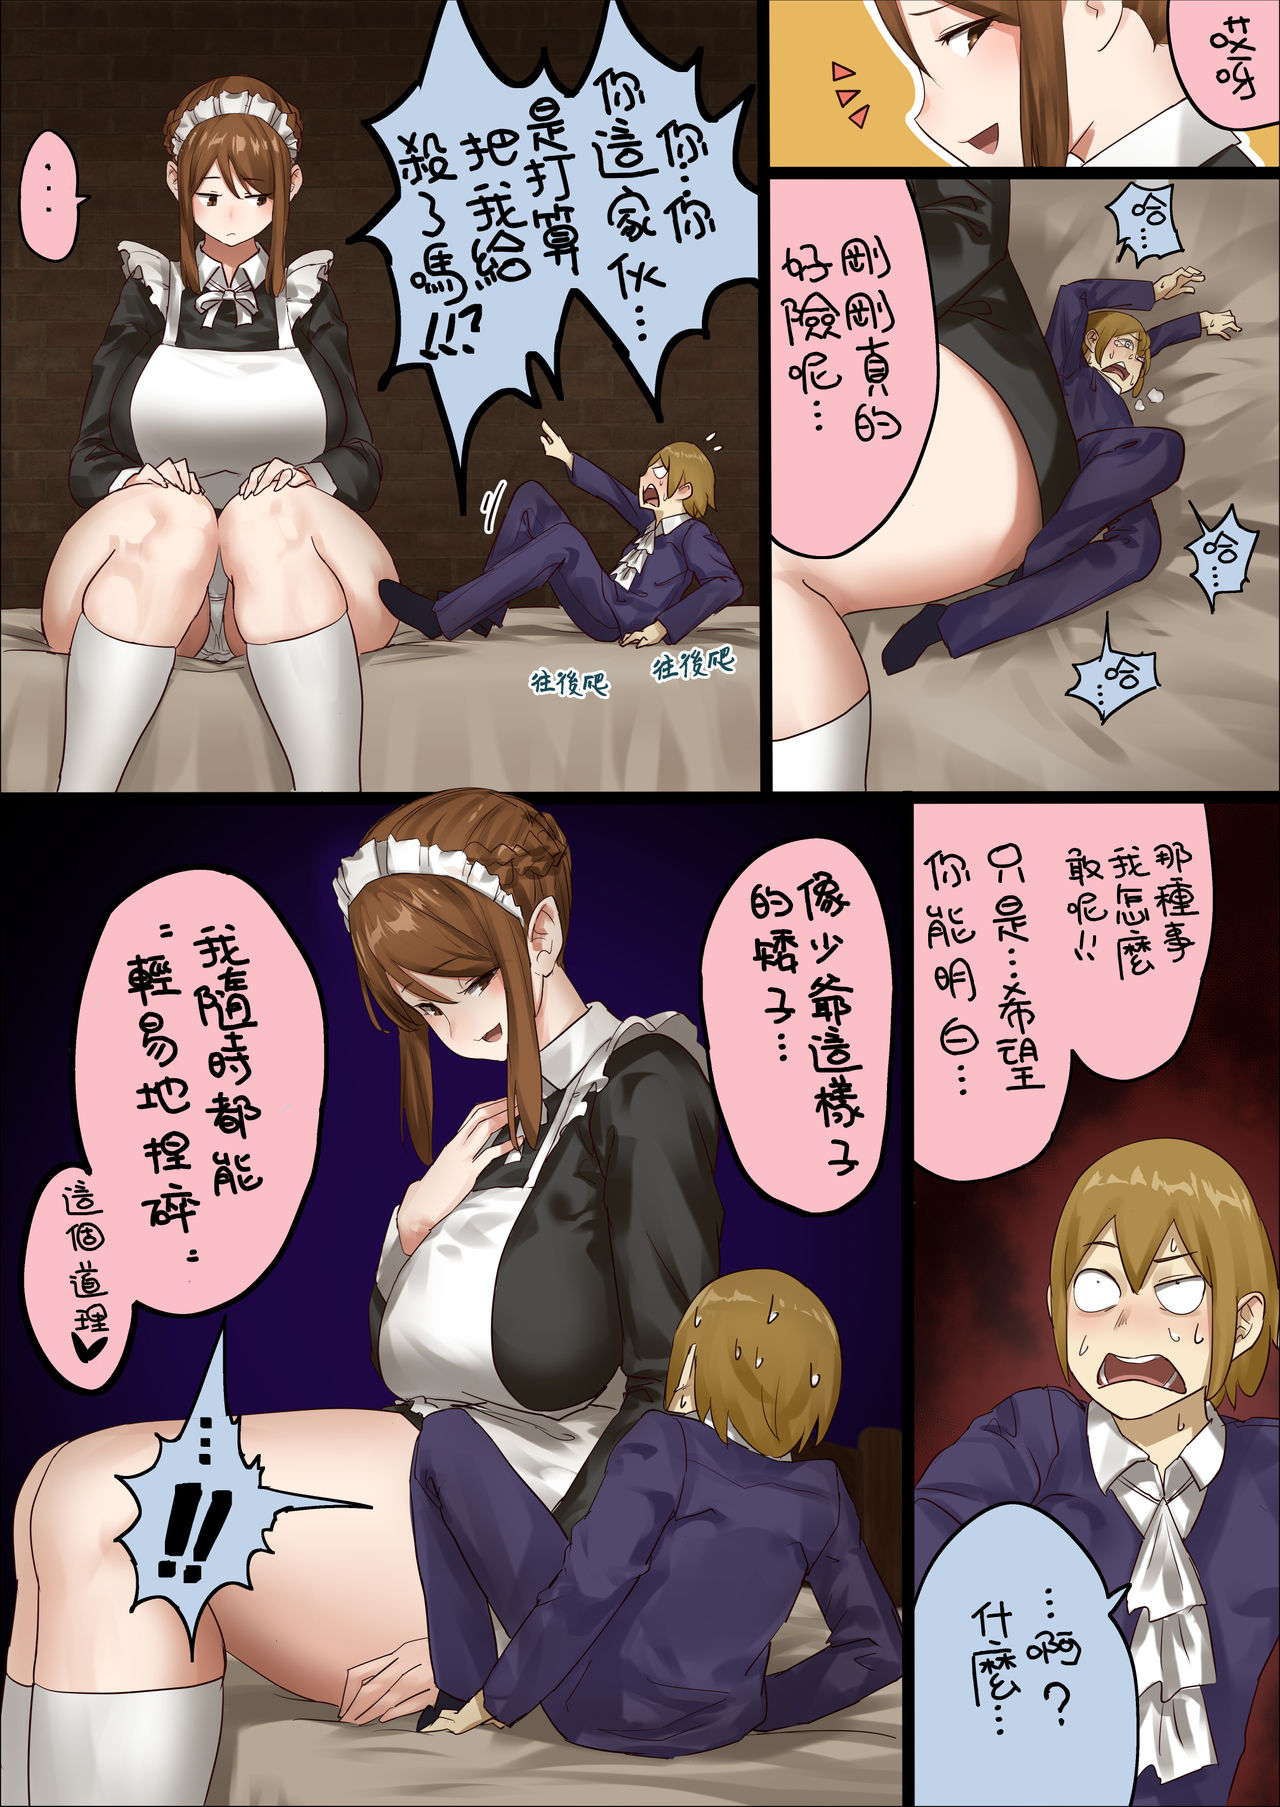 哎呀
剛剛真的
好險呢…
哈…
哈…
哈…
你…你
你這家伙…
是打算
把我給
殺了嗎!!!?
往後爬
往後爬
…
那種事
我怎麼
敢呢!!
只是…希望
你能明白…
…啊?
什麼…
像少爺這樣子
的矮子…
我隨時都能
"輕易地捏碎"
這個道理♥
…!!